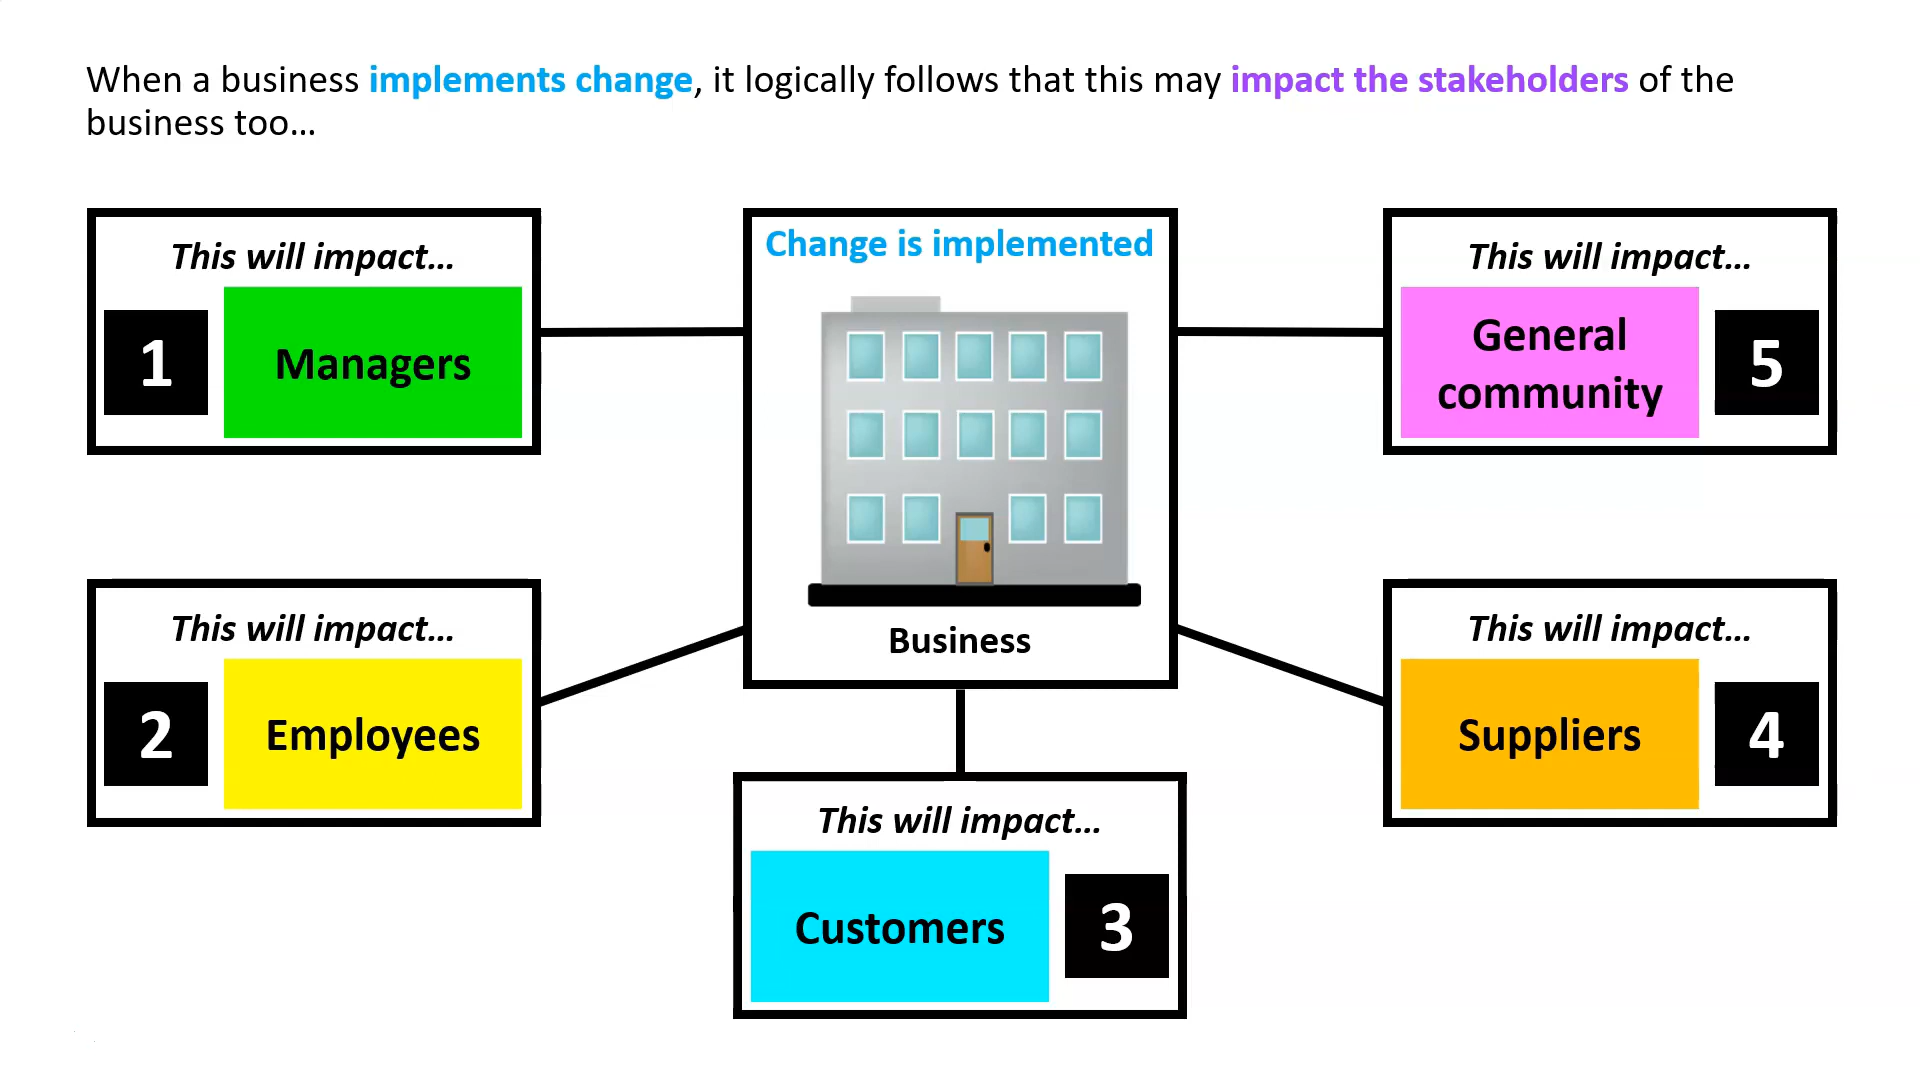 When a business implements change, it logically follows that this may impact the stakeholders of the
business too...
This will impact...
1
Managers
Change is implemented
Business
This will impact...
General
community
5
This will impact...
2
Employees
This will impact...
Suppliers
4
This will impact...
Customers
3